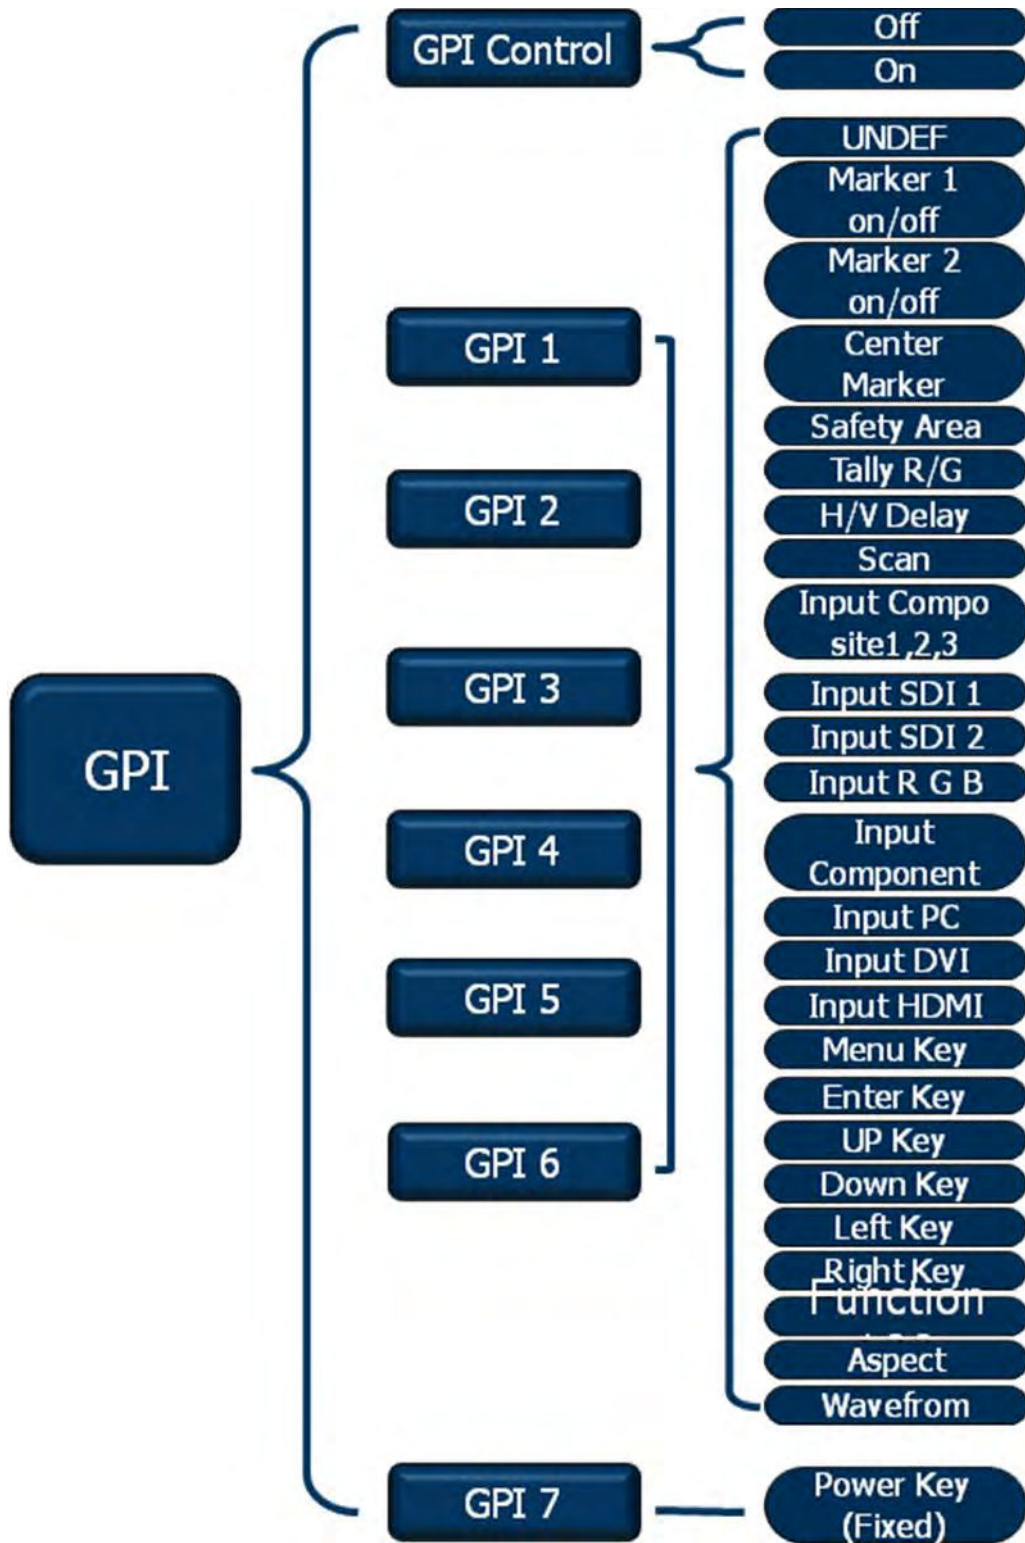 GPI
GPI Control
Off
On
GPI 1
GPI 2
GPI 3
GPI 4
GPI 5
GPI 6
UNDEF
Marker 1
on/off
Marker 2
on/off
Center
Marker
Safety Area
Tally R/G
H/V Delay
Scan
Input Compo
site1,2,3
Input SDI 1
Input SDI 2
Input R G B
Input
Component
Input PC
Input DVI
Input HDMI
Menu Key
Enter Key
UP Key
Down Key
Left Key
Right Key
Function
Aspect
Wavefrom
GPI 7
Power Key
(Fixed)